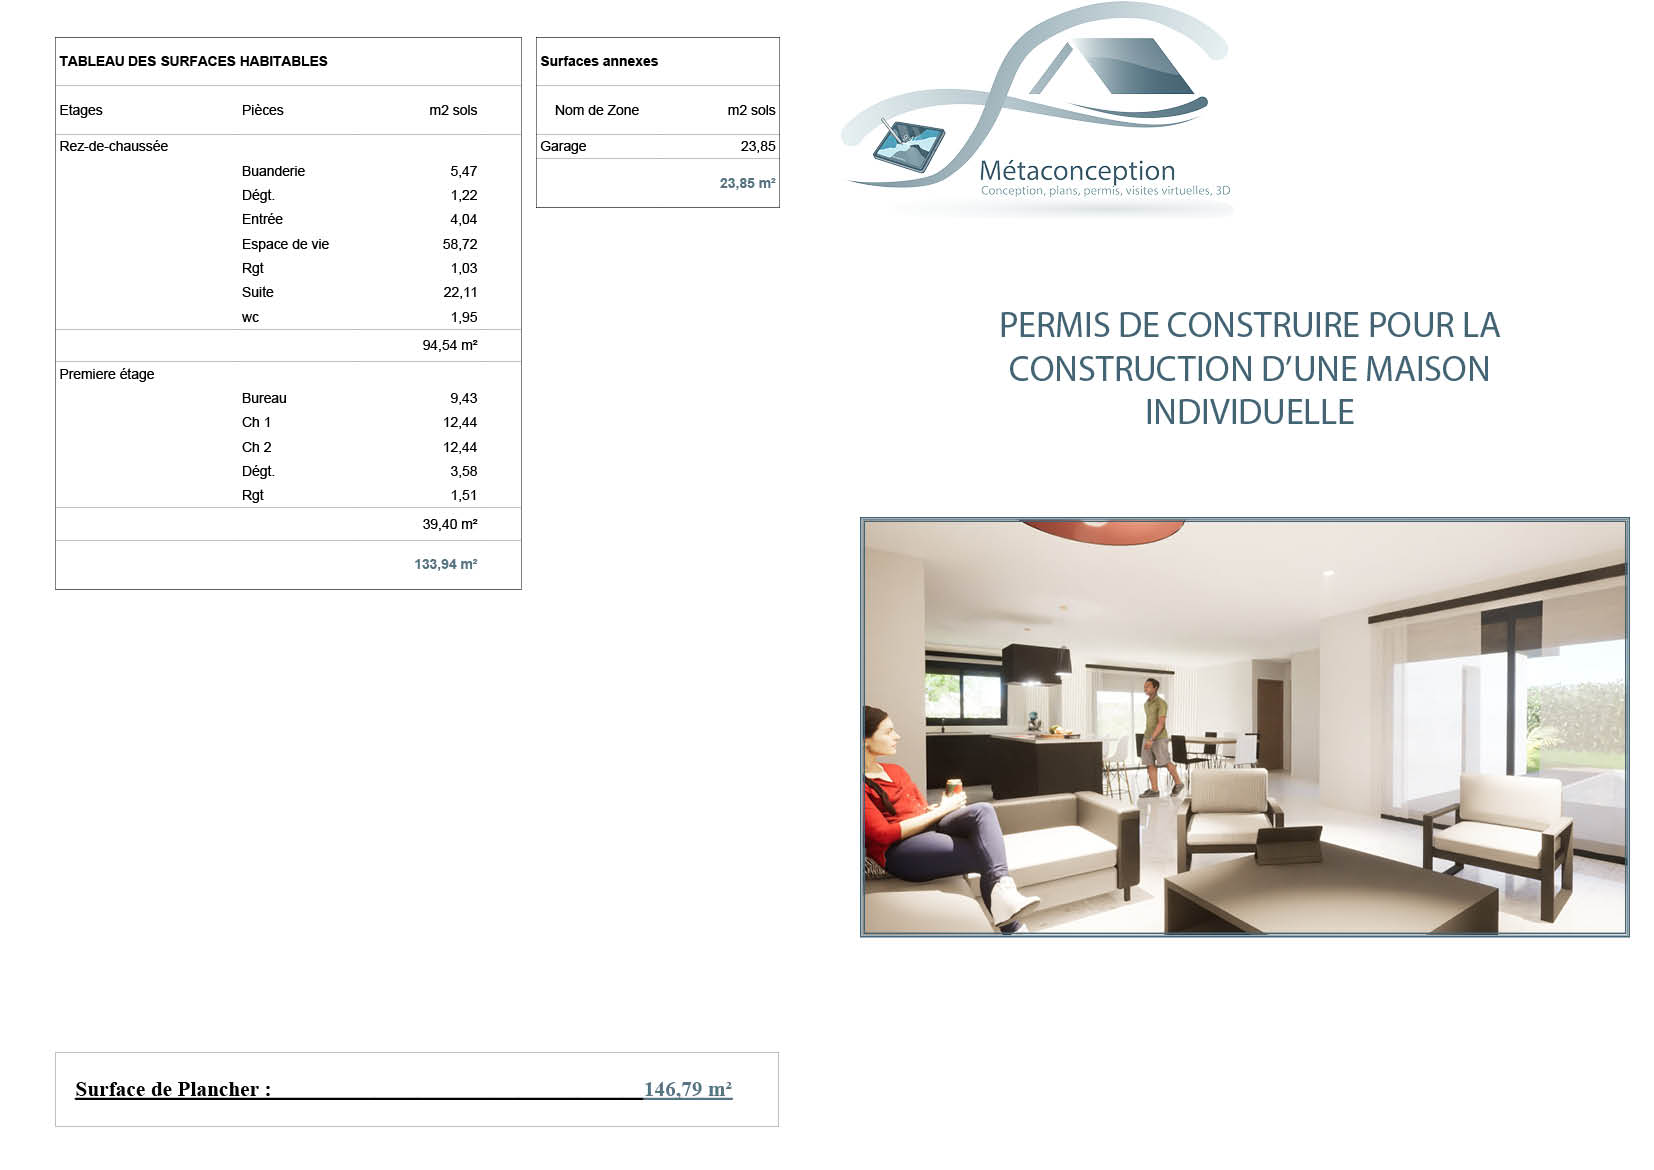 TABLEAU DES SURFACES HABITABLES
Etages Pièces m2 sols
Rez-de-chaussée
Buanderie 5,47
Dégt. 1,22
Entrée 4,04
Espace de vie 58,72
Rgt 1,03
Suite 22,11
wc 1,95
94,54 m²
Premiere étage
Bureau 9,43
Ch 1 12,44
Ch 2 12,44
Dégt. 3,58
Rgt 1,51
39,40 m²
133,94 m²
Surfaces annexes
Nom de Zone m2 sols
Garage 23,85
23,85 m²
Surface de Plancher : 146,79 m²
Métaconception
Conception, plans, permis, visites virtuelles, 3D
PERMIS DE CONSTRUIRE POUR LA
CONSTRUCTION D’UNE MAISON
INDIVIDUELLE